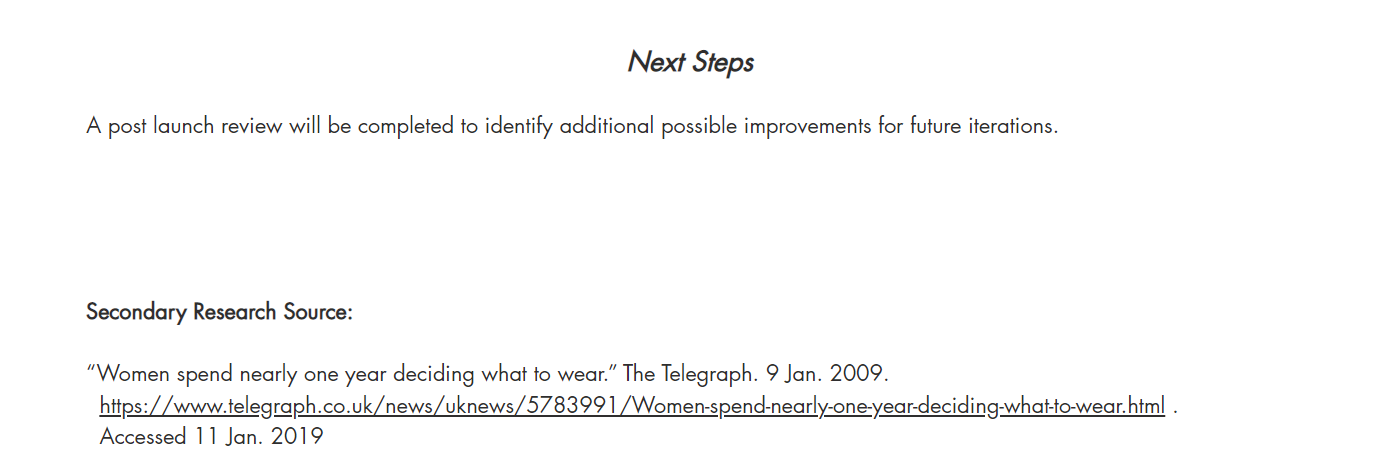 Next Steps
A post launch review will be completed to identify additional possible improvements for future iterations.
Secondary Research Source:
“Women spend nearly one year deciding what to wear.” The Telegraph. 9 Jan. 2009.
https://www.telegraph.co.uk/news/uknews/5783991/Women-spend-nearly-one-year-deciding-what-to-wear.html .
Accessed 11 Jan. 2019